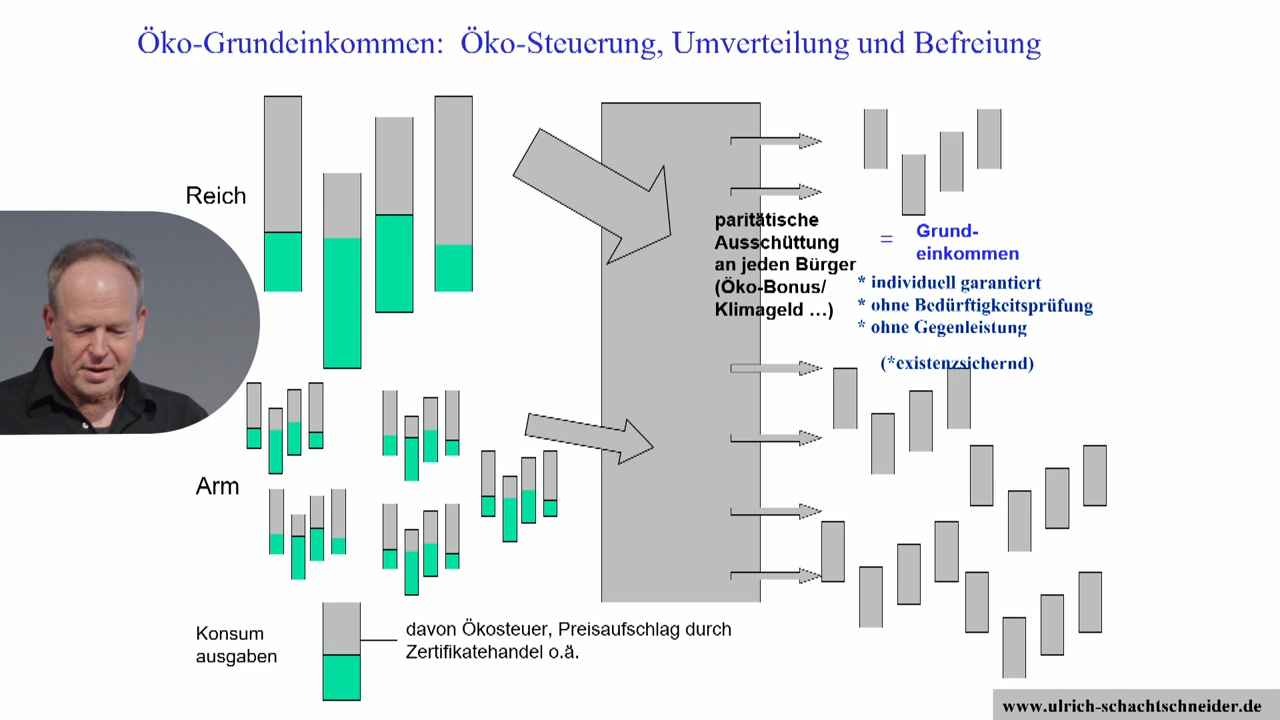 Öko-Grundeinkommen: Öko-Steuerung, Umverteilung und Befreiung
Reich
paritätische
Ausschüttung
an jeden Bürger
(Öko-Bonus/
Klimageld ...)
= Grund-
einkommen
* individuell garantiert
* ohne Bedürftigkeitsprüfung
* ohne Gegenleistung
(*existenzsichernd)
Arm
Konsum
ausgaben
davon Ökosteuer, Preisaufschlag durch
Zertifikatehandel o.ä.
www.ulrich-schachtschneider.de